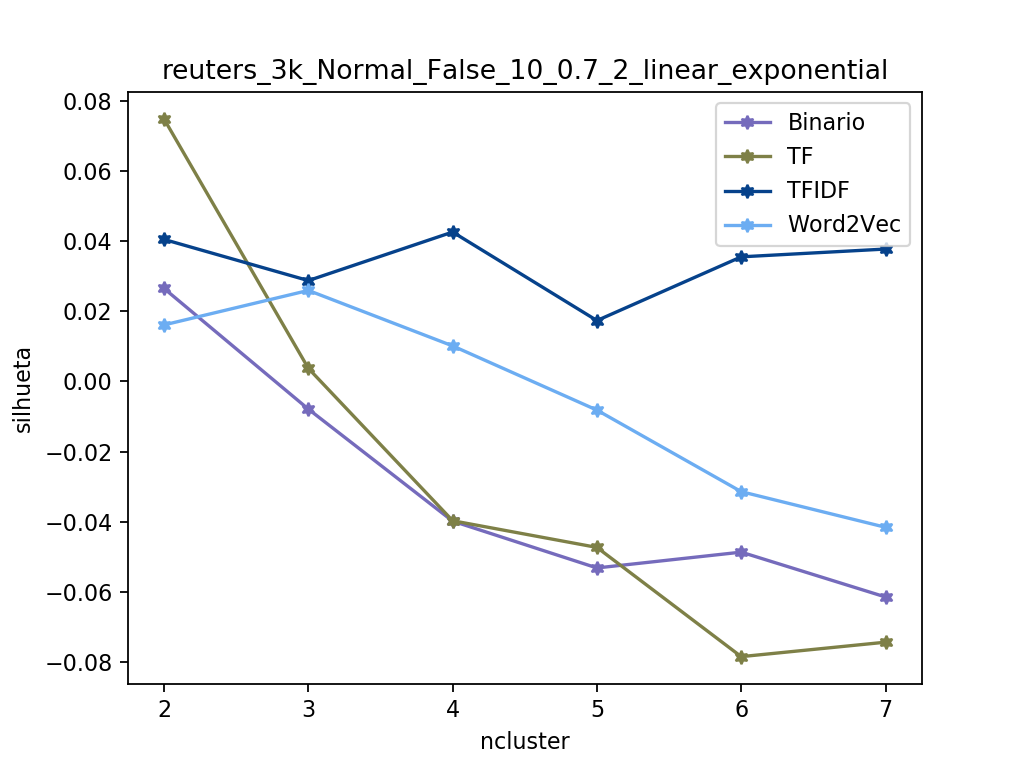 reuters_3k_Normal_False_10_0.7_2_linear_exponential
Binario
TF
TFIDF
Word2Vec
0.08
0.06
0.04
0.02
0.00
−0.02
−0.04
−0.06
−0.08
silhueta
2 3 4 5 6 7
ncluster